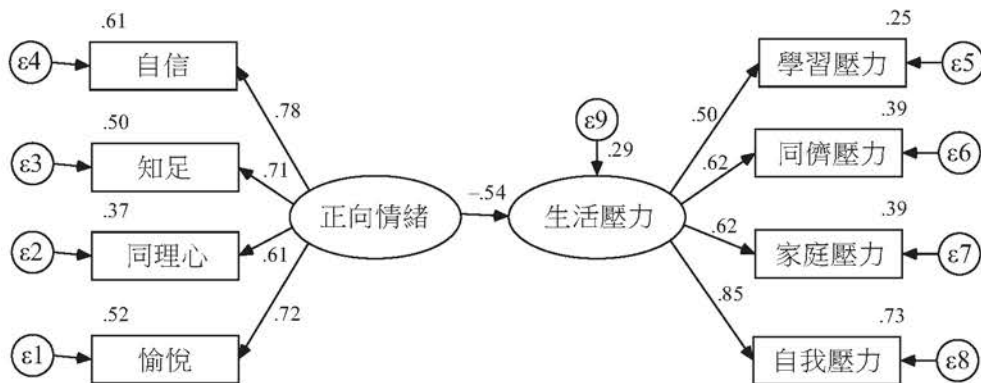 .61
ε4
自信
.78
.50
ε3
知足
.71
.37
ε2
同理心
.61
.52
ε1
愉悅
.72
正向情緒
–.54
ε9
.29
生活壓力
.25
學習壓力
ε5
.50
.39
同儕壓力
ε6
.62
.39
家庭壓力
ε7
.62
.73
自我壓力
ε8
.85